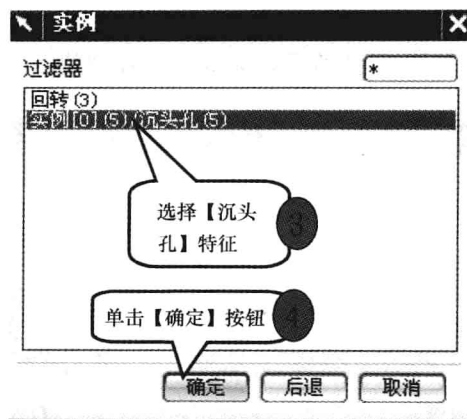 实例
过滤器
*
回转(3)
实例[0](5)/沉头孔(5)
选择【沉头
孔】特征
3
单击【确定】按钮
4
确定
后退
取消